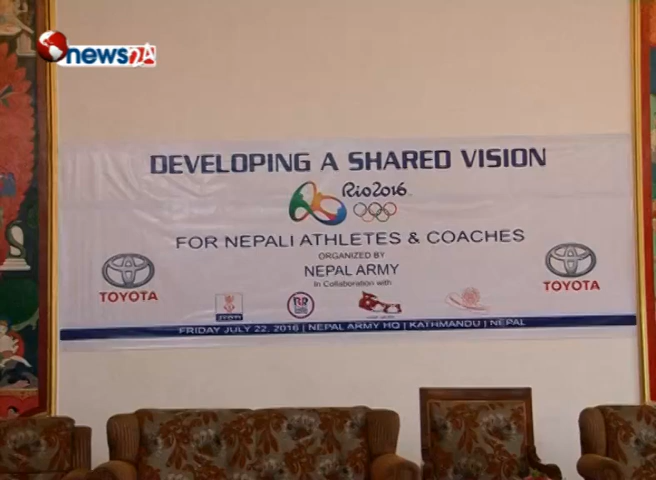 news24
DEVELOPING A SHARED VISION
Rio2016
FOR NEPALI ATHLETES & COACHES
ORGANIZED BY
NEPAL ARMY
In Collaboration with
TOYOTA
TOYOTA
FRIDAY JULY 22, 2016 | NEPAL ARMY HQ | KATHMANDU | NEPAL